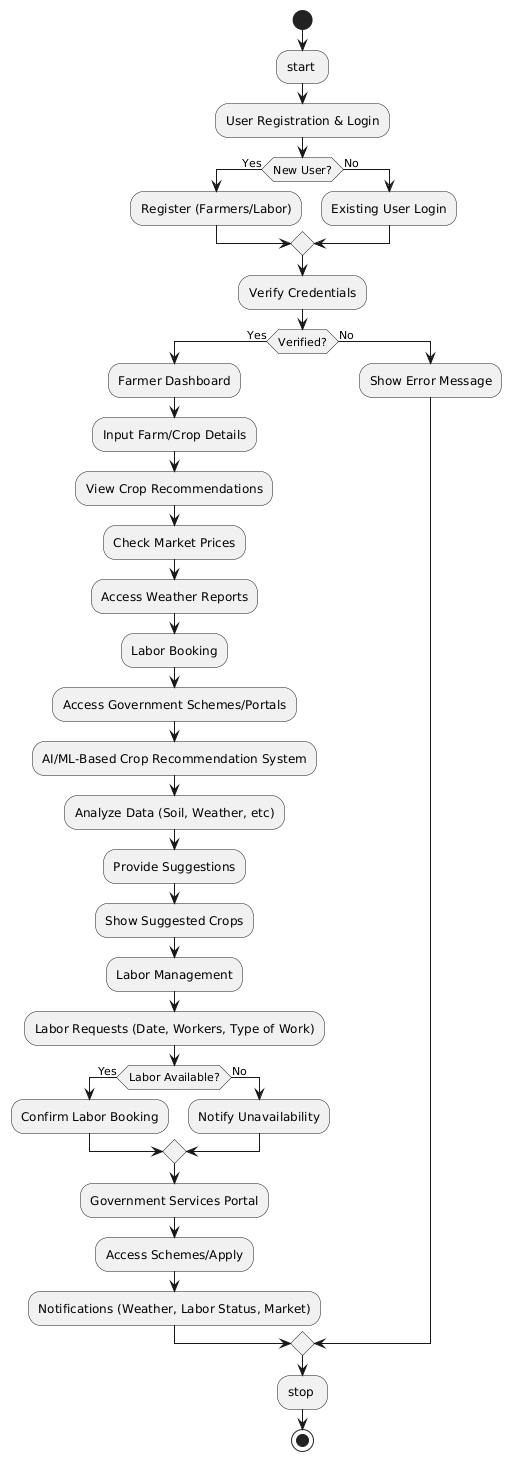 start
User Registration & Login
Yes
New User?
No
Register (Farmers/Labor)
Existing User Login
Verify Credentials
Yes
Verified?
No
Farmer Dashboard
Show Error Message
Input Farm/Crop Details
View Crop Recommendations
Check Market Prices
Access Weather Reports
Labor Booking
Access Government Schemes/Portals
AI/ML-Based Crop Recommendation System
Analyze Data (Soil, Weather, etc)
Provide Suggestions
Show Suggested Crops
Labor Management
Labor Requests (Date, Workers, Type of Work)
Yes
Labor Available?
No
Confirm Labor Booking
Notify Unavailability
Government Services Portal
Access Schemes/Apply
Notifications (Weather, Labor Status, Market)
stop